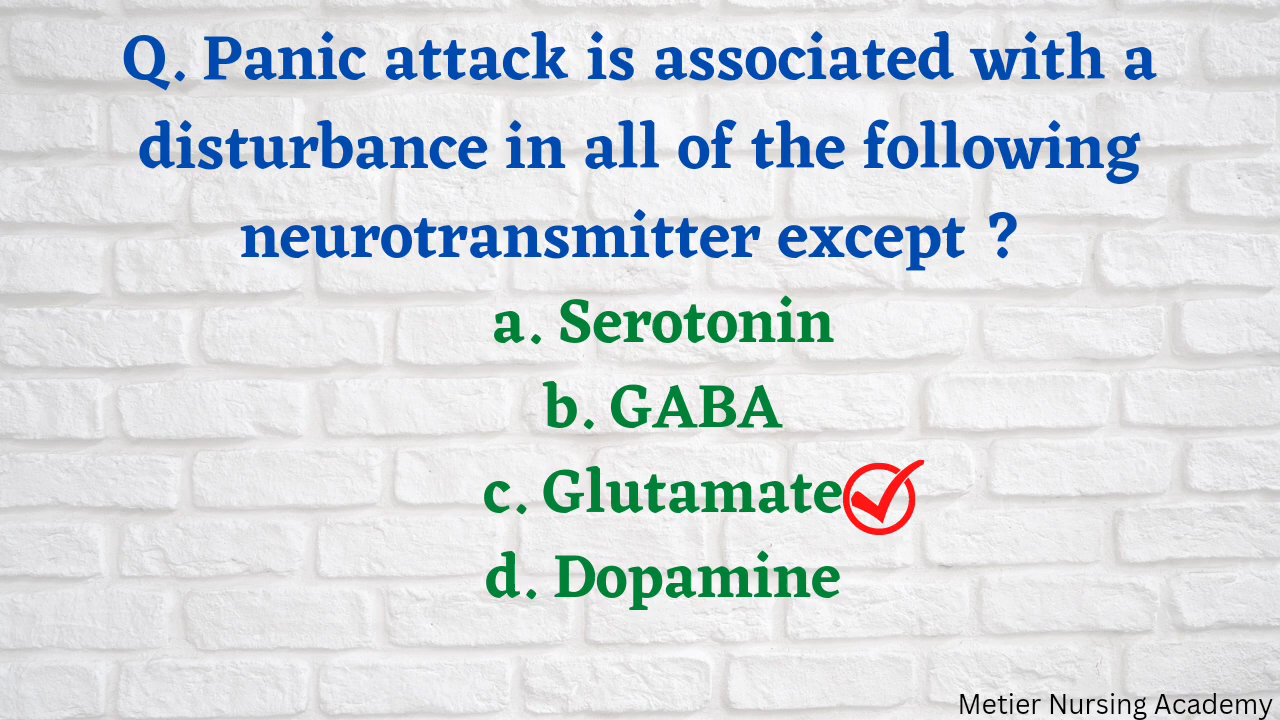 Q. Panic attack is associated with a
disturbance in all of the following
neurotransmitter except ?
a. Serotonin
b. GABA
c. Glutamate
d. Dopamine
Metier Nursing Academy